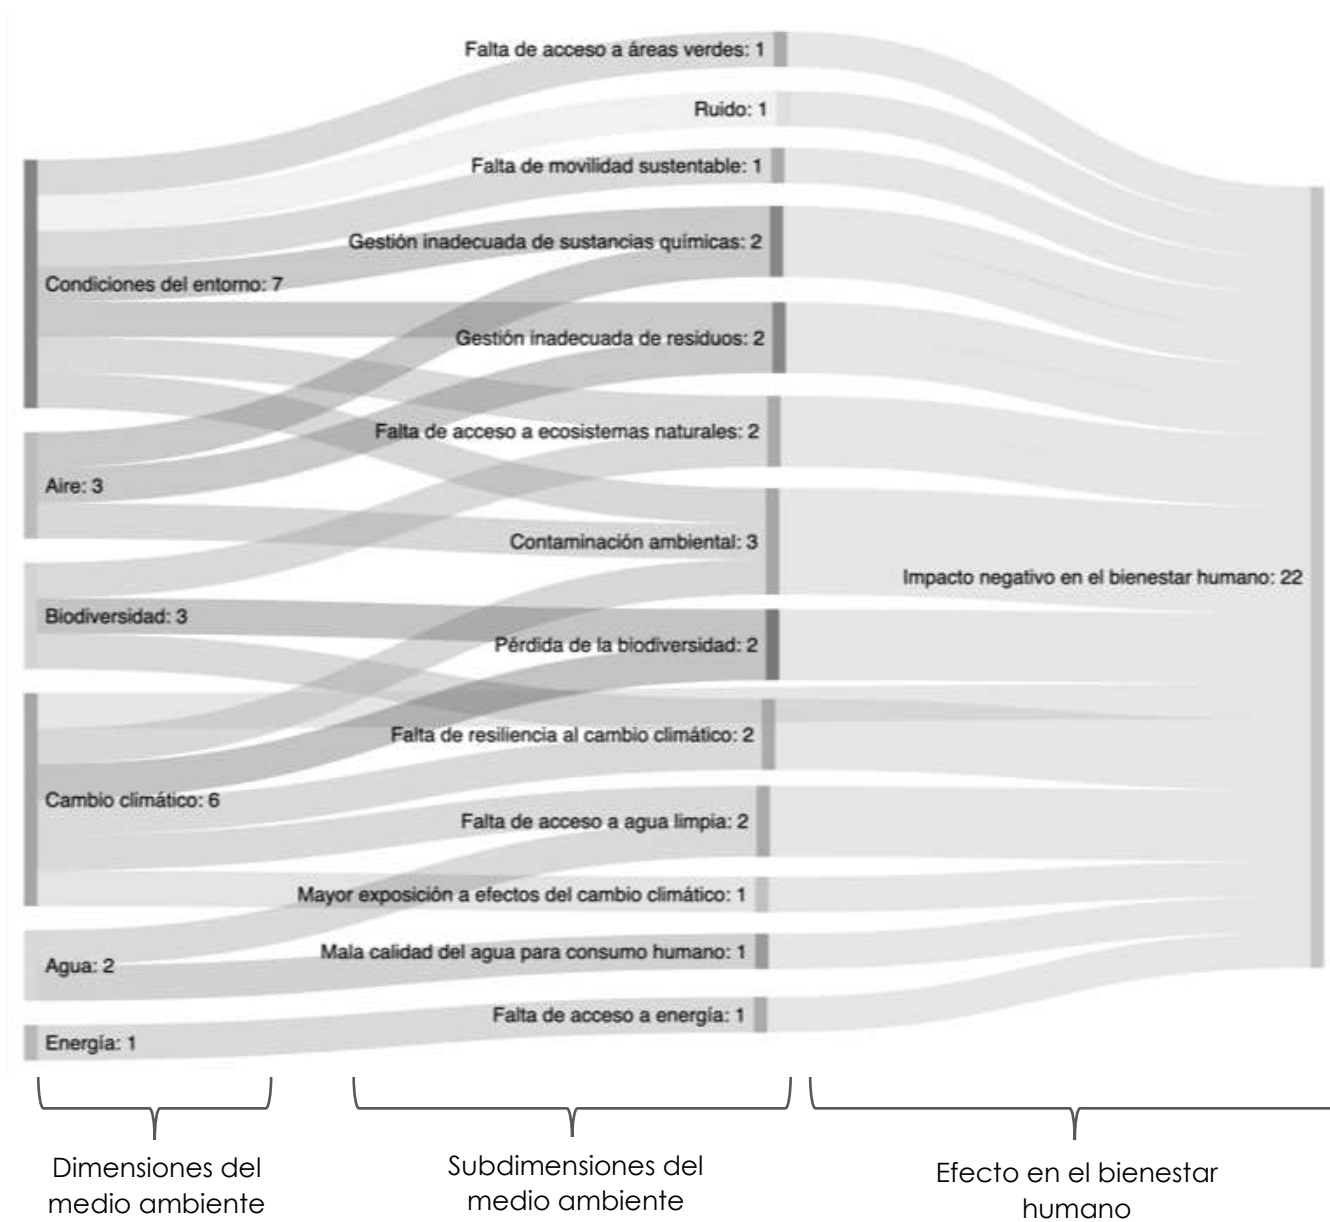 Falta de acceso a áreas verdes: 1
Ruido: 1
Falta de movilidad sustentable: 1
Gestión inadecuada de sustancias químicas: 2
Condiciones del entorno: 7
Gestión inadecuada de residuos: 2
Falta de acceso a ecosistemas naturales: 2
Aire: 3
Contaminación ambiental: 3
Impacto negativo en el bienestar humano: 22
Biodiversidad: 3
Pérdida de la biodiversidad: 2
Falta de resiliencia al cambio climático: 2
Cambio climático: 6
Falta de acceso a agua limpia: 2
Mayor exposición a efectos del cambio climático: 1
Mala calidad del agua para consumo humano: 1
Agua: 2
Falta de acceso a energía: 1
Energía: 1
Dimensiones del
medio ambiente
Subdimensiones del
medio ambiente
Efecto en el bienestar
humano